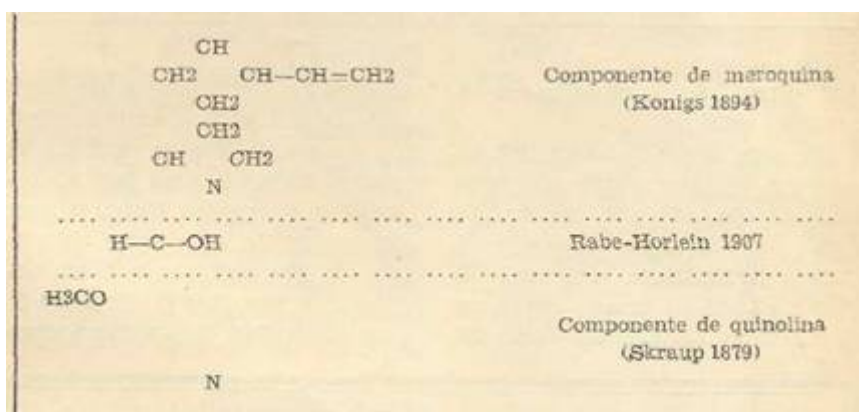 CH
CH2 CH—CH=CH2 Componente de meroquina
CH2 (Konigs 1894)
CH2
CH CH2
N
H—C—OH Rabe-Horlein 1907
H3CO
Componente de quinolina
(Skraup 1879)
N